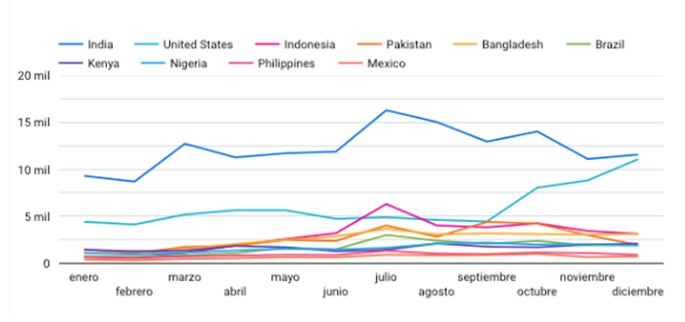 India United States Indonesia Pakistan Bangladesh Brazil
Kenya Nigeria Philippines Mexico
20 mil
15 mil
10 mil
5 mil
0
enero marzo mayo julio septiembre noviembre
febrero abril junio agosto octubre diciembre